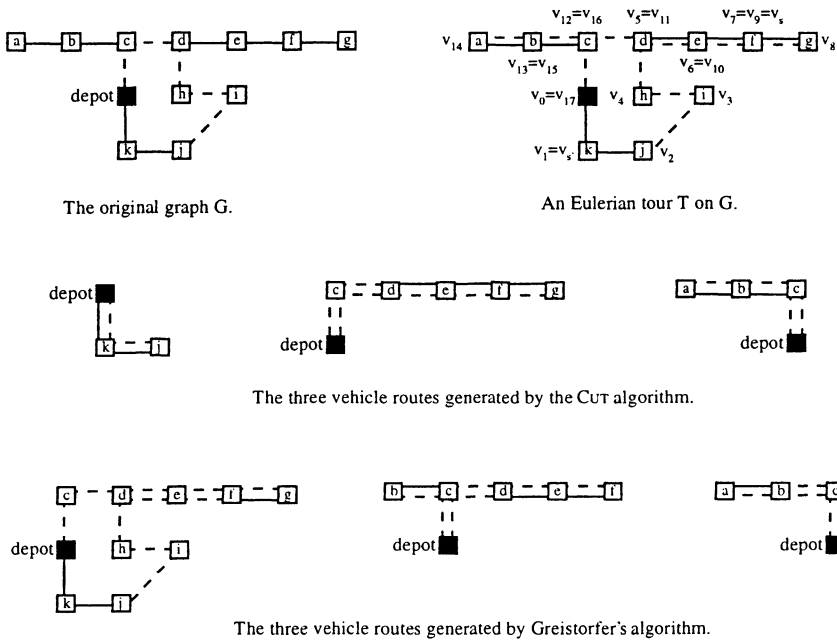 v12=v16 v5=v11 v7=v9=vs
a b c d e f g v14 a b c d e f g v8
v13=v15 v6=v10
depot h i v0=v17 v4 h i v3
k j v1=vs' k j v2
The original graph G. An Eulerian tour T on G.
depot c d e f g a b c
k j depot depot
The three vehicle routes generated by the CUT algorithm.
c d e f g b c d e f a b c
depot h i depot depot
k j
The three vehicle routes generated by Greistorfer's algorithm.